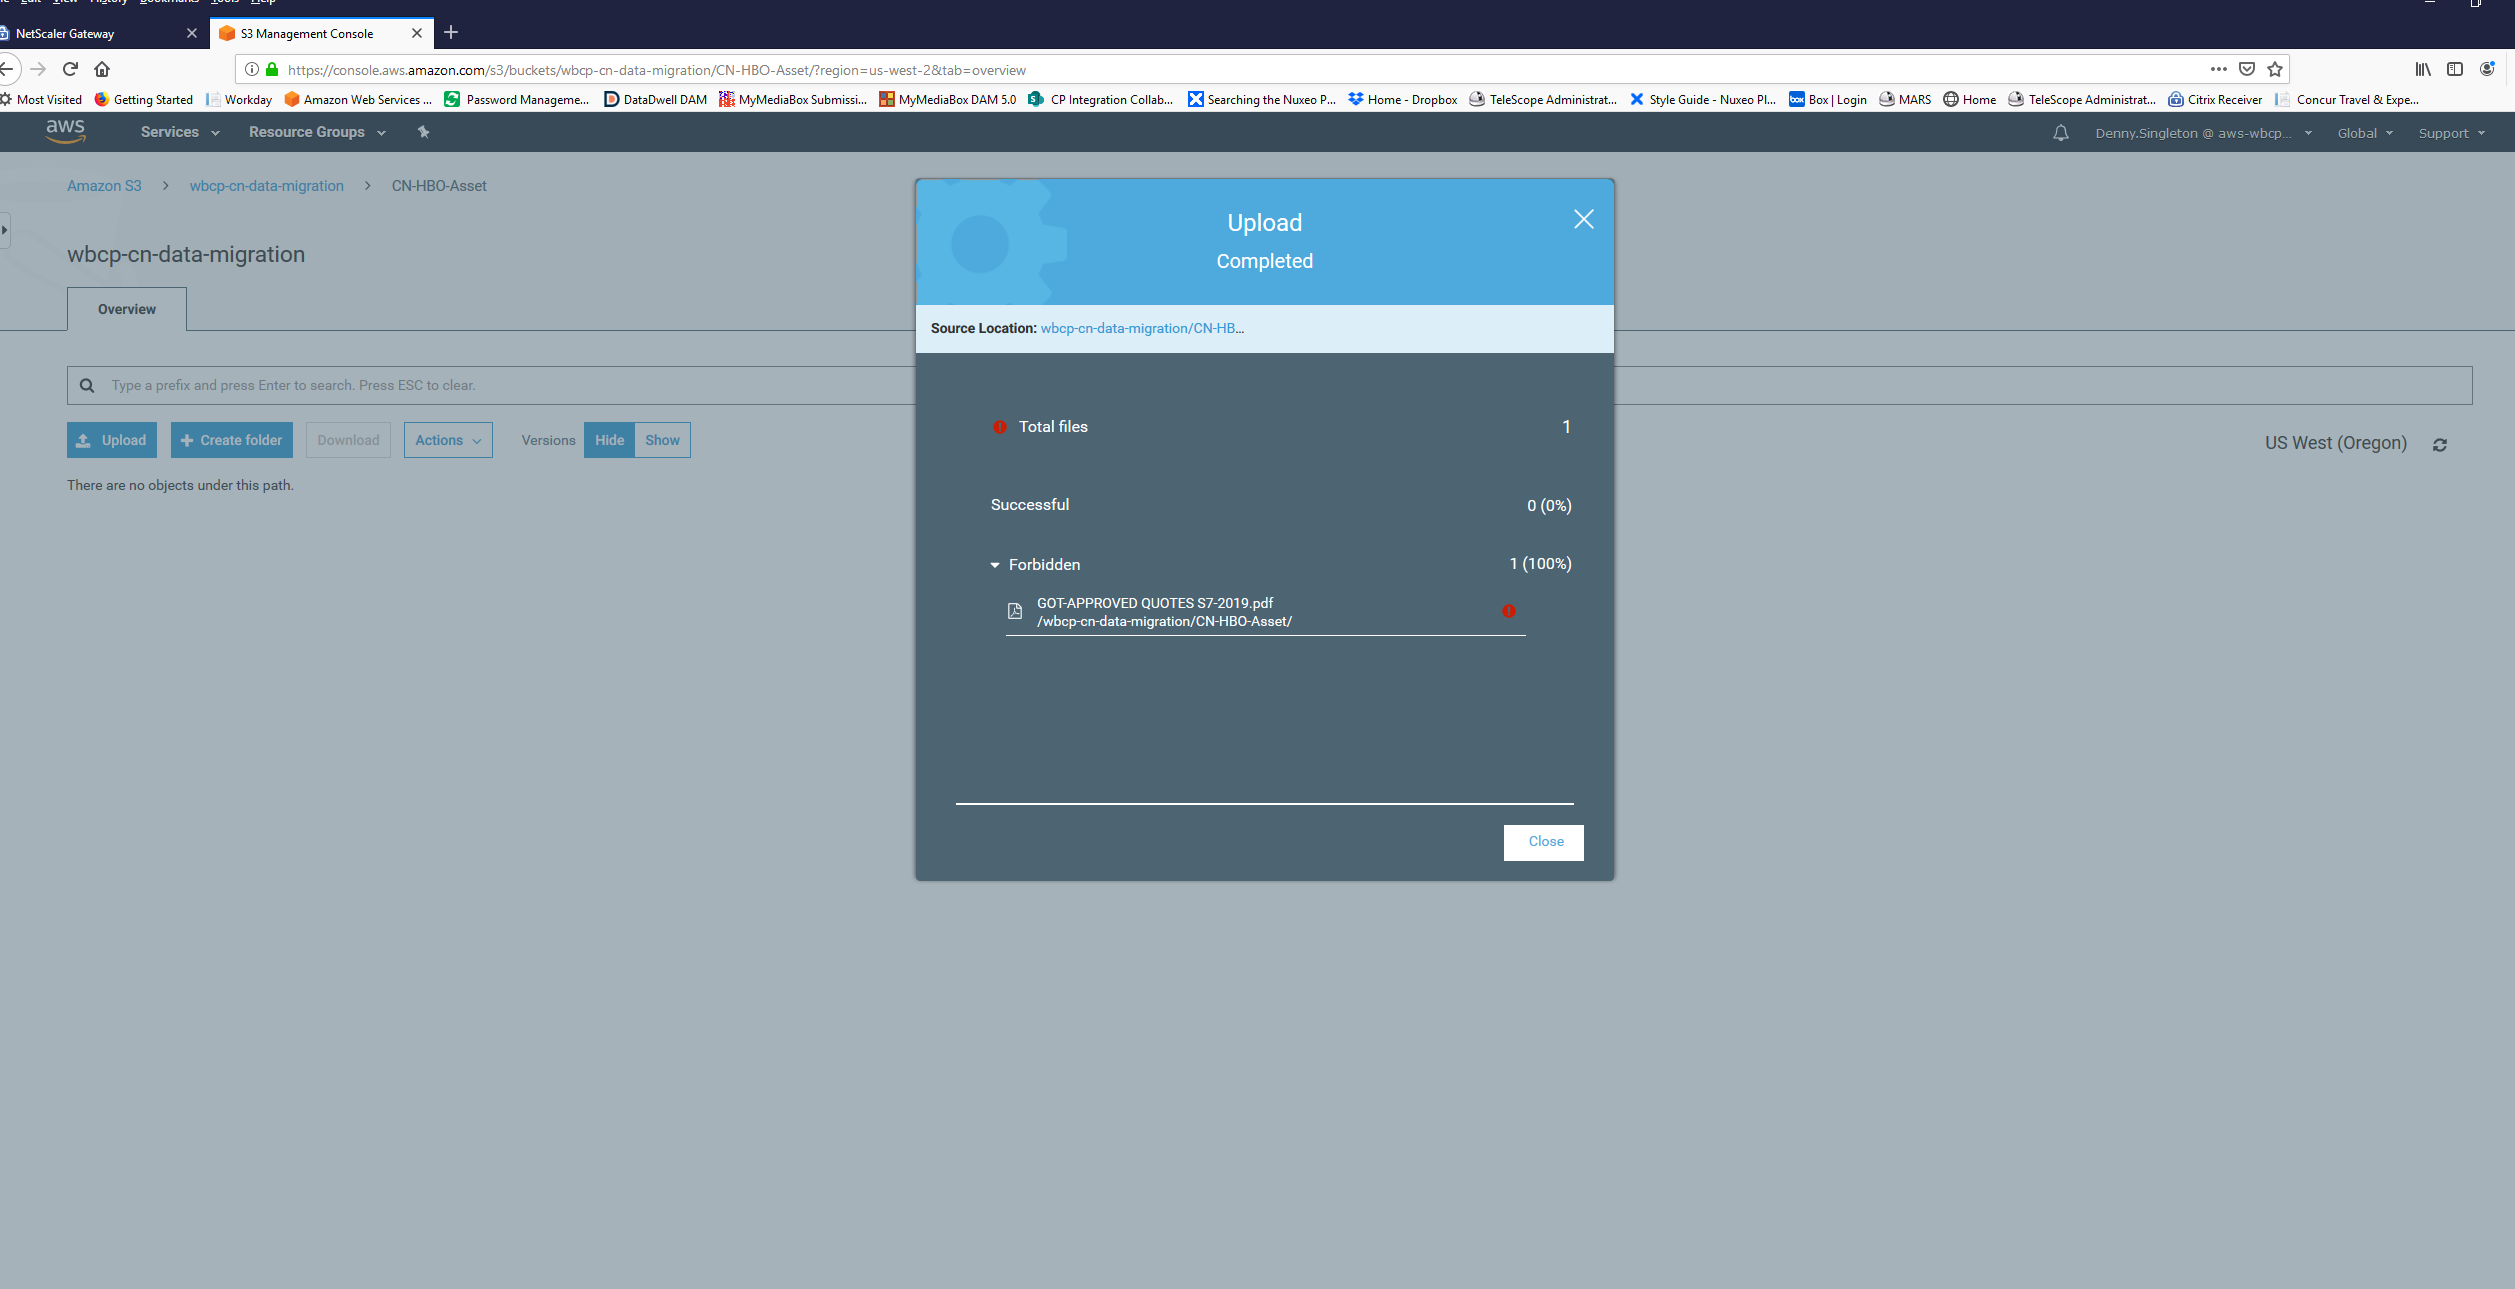 Edit View History Bookmarks Tools Help
NetScaler Gateway
S3 Management Console
https://console.aws.amazon.com/s3/buckets/wbcp-cn-data-migration/CN-HBO-Asset/?region=us-west-2&tab=overview
Most Visited Getting Started Workday Amazon Web Services ... Password Manageme... DataDwell DAM MyMediaBox Submissi... MyMediaBox DAM 5.0 CP Integration Collab... Searching the Nuxeo P... Home - Dropbox TeleScope Administrat... Style Guide - Nuxeo Pl... Box | Login MARS Home TeleScope Administrat... Citrix Receiver Concur Travel & Expe...
aws Services Resource Groups Denny.Singleton @ aws-wbcp... Global Support
Amazon S3 > wbcp-cn-data-migration > CN-HBO-Asset
wbcp-cn-data-migration
Overview
Type a prefix and press Enter to search. Press ESC to clear.
Upload Create folder Download Actions Versions Hide Show
US West (Oregon)
There are no objects under this path.
Upload
Completed
Source Location: wbcp-cn-data-migration/CN-HB...
Total files 1
Successful 0 (0%)
Forbidden 1 (100%)
GOT-APPROVED QUOTES S7-2019.pdf
/wbcp-cn-data-migration/CN-HBO-Asset/
Close